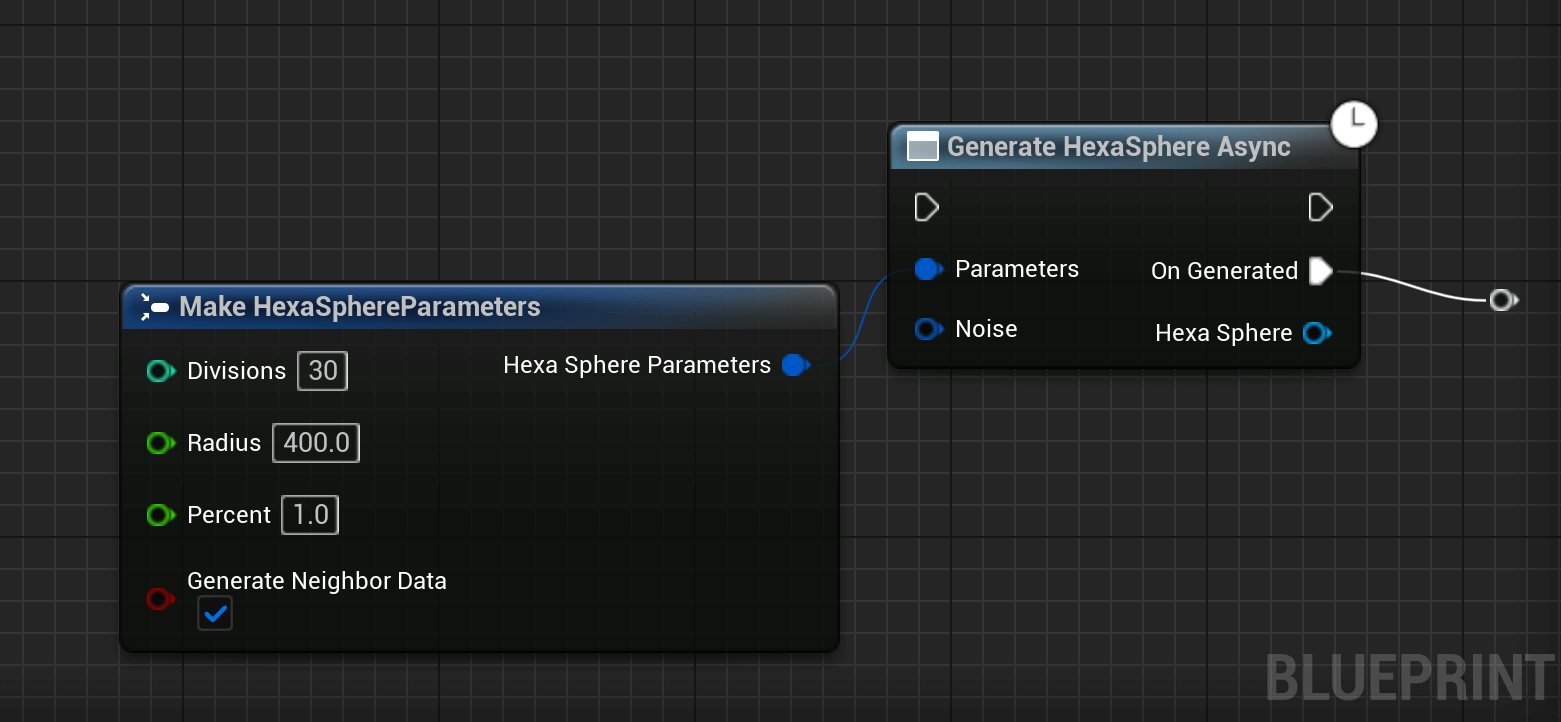 Generate HexaSphere Async
Parameters
On Generated
Noise
Hexa Sphere
Make HexaSphereParameters
Divisions 30
Hexa Sphere Parameters
Radius 400.0
Percent 1.0
Generate Neighbor Data
BLUEPRINT